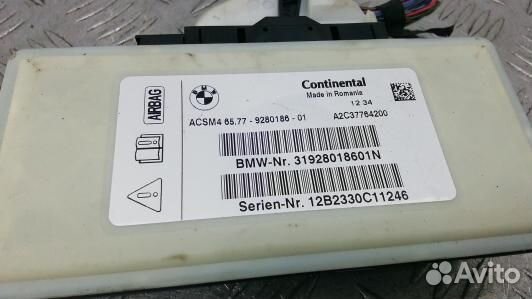 BMW
Continental
Made in Romania
12 34
AIRBAG
ACSM4 65.77 - 9280186 - 01
A2C37764200
BMW-Nr. 31928018601N
Serien-Nr. 12B2330C11246
Avito